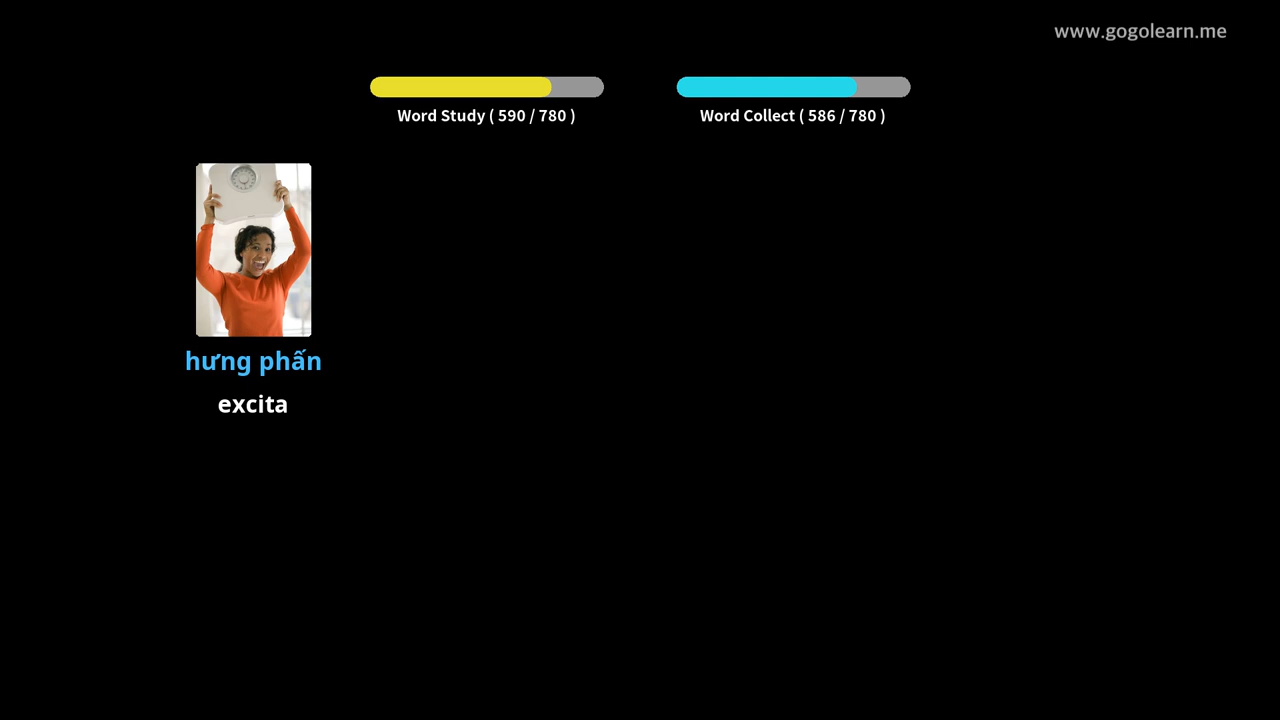 www.gogolearn.me
Word Study ( 590 / 780 )
Word Collect ( 586 / 780 )
hưng phấn
excita